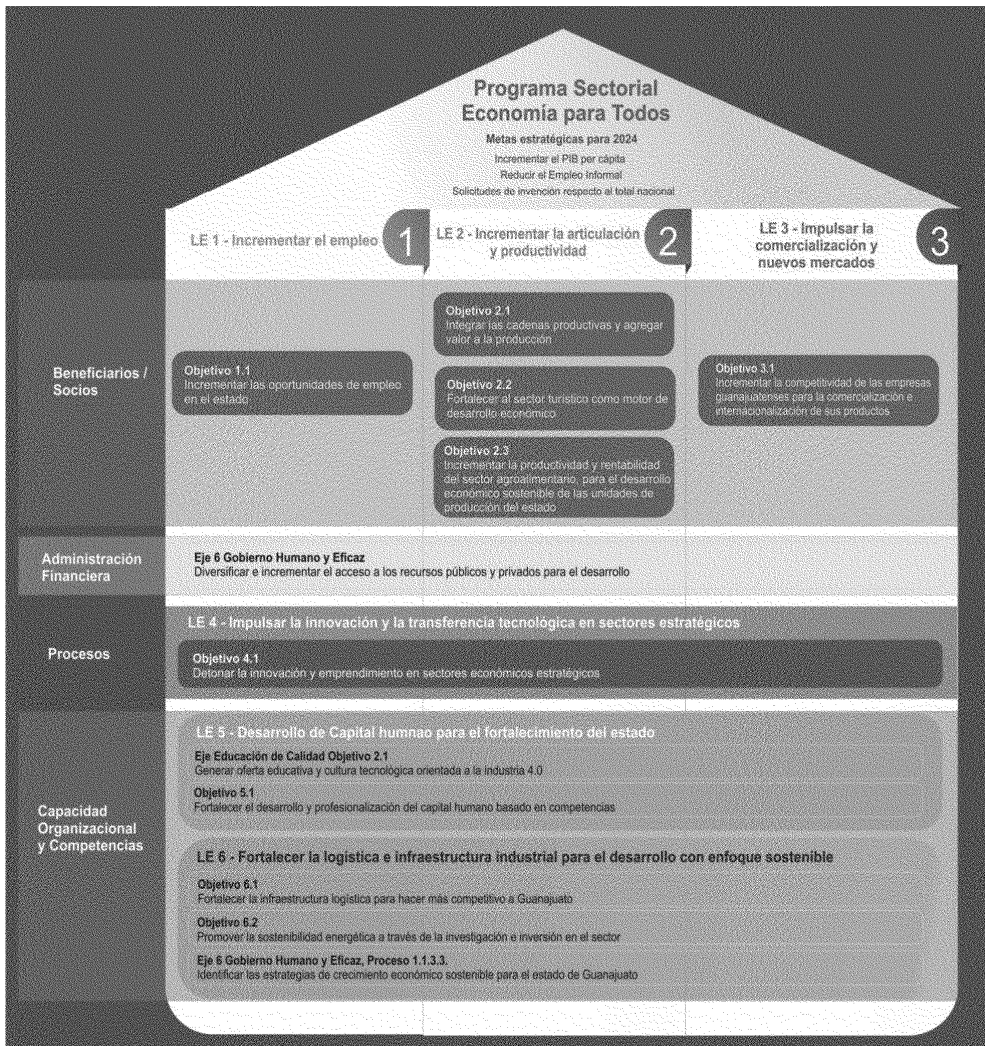 Programa Sectorial
Economía para Todos
Metas estratégicas para 2024
Incrementar el PIB per cápita
Reducir el Empleo Informal
Solicitudes de invención respecto al total nacional
LE 1 - Incrementar el empleo
1
LE 2 - Incrementar la articulación
y productividad
2
LE 3 - Impulsar la
comercialización y
nuevos mercados
3
Beneficiarios /
Socios
Objetivo 1.1
Incrementar las oportunidades de empleo
en el estado
Objetivo 2.1
Integrar las cadenas productivas y agregar
valor a la producción
Objetivo 2.2
Fortalecer al sector turístico como motor de
desarrollo económico
Objetivo 2.3
Incrementar la productividad y rentabilidad
del sector agroalimentario, para el desarrollo
económico sostenible de las unidades de
producción del estado
Objetivo 3.1
Incrementar la competitividad de las empresas
guanajuatenses para la comercialización e
internacionalización de sus productos
Administración
Financiera
Eje 6 Gobierno Humano y Eficaz
Diversificar e incrementar el acceso a los recursos públicos y privados para el desarrollo
Procesos
LE 4 - Impulsar la innovación y la transferencia tecnológica en sectores estratégicos
Objetivo 4.1
Detonar la innovación y emprendimiento en sectores económicos estratégicos
Capacidad
Organizacional
y Competencias
LE 5 - Desarrollo de Capital humnao para el fortalecimiento del estado
Eje Educación de Calidad Objetivo 2.1
Generar oferta educativa y cultura tecnológica orientada a la industria 4.0
Objetivo 5.1
Fortalecer el desarrollo y profesionalización del capital humano basado en competencias
LE 6 - Fortalecer la logística e infraestructura industrial para el desarrollo con enfoque sostenible
Objetivo 6.1
Fortalecer la infraestructura logística para hacer más competitivo a Guanajuato
Objetivo 6.2
Promover la sostenibilidad energética a través de la investigación e inversión en el sector
Eje 6 Gobierno Humano y Eficaz, Proceso 1.1.3.3.
Identificar las estrategias de crecimiento económico sostenible para el estado de Guanajuato